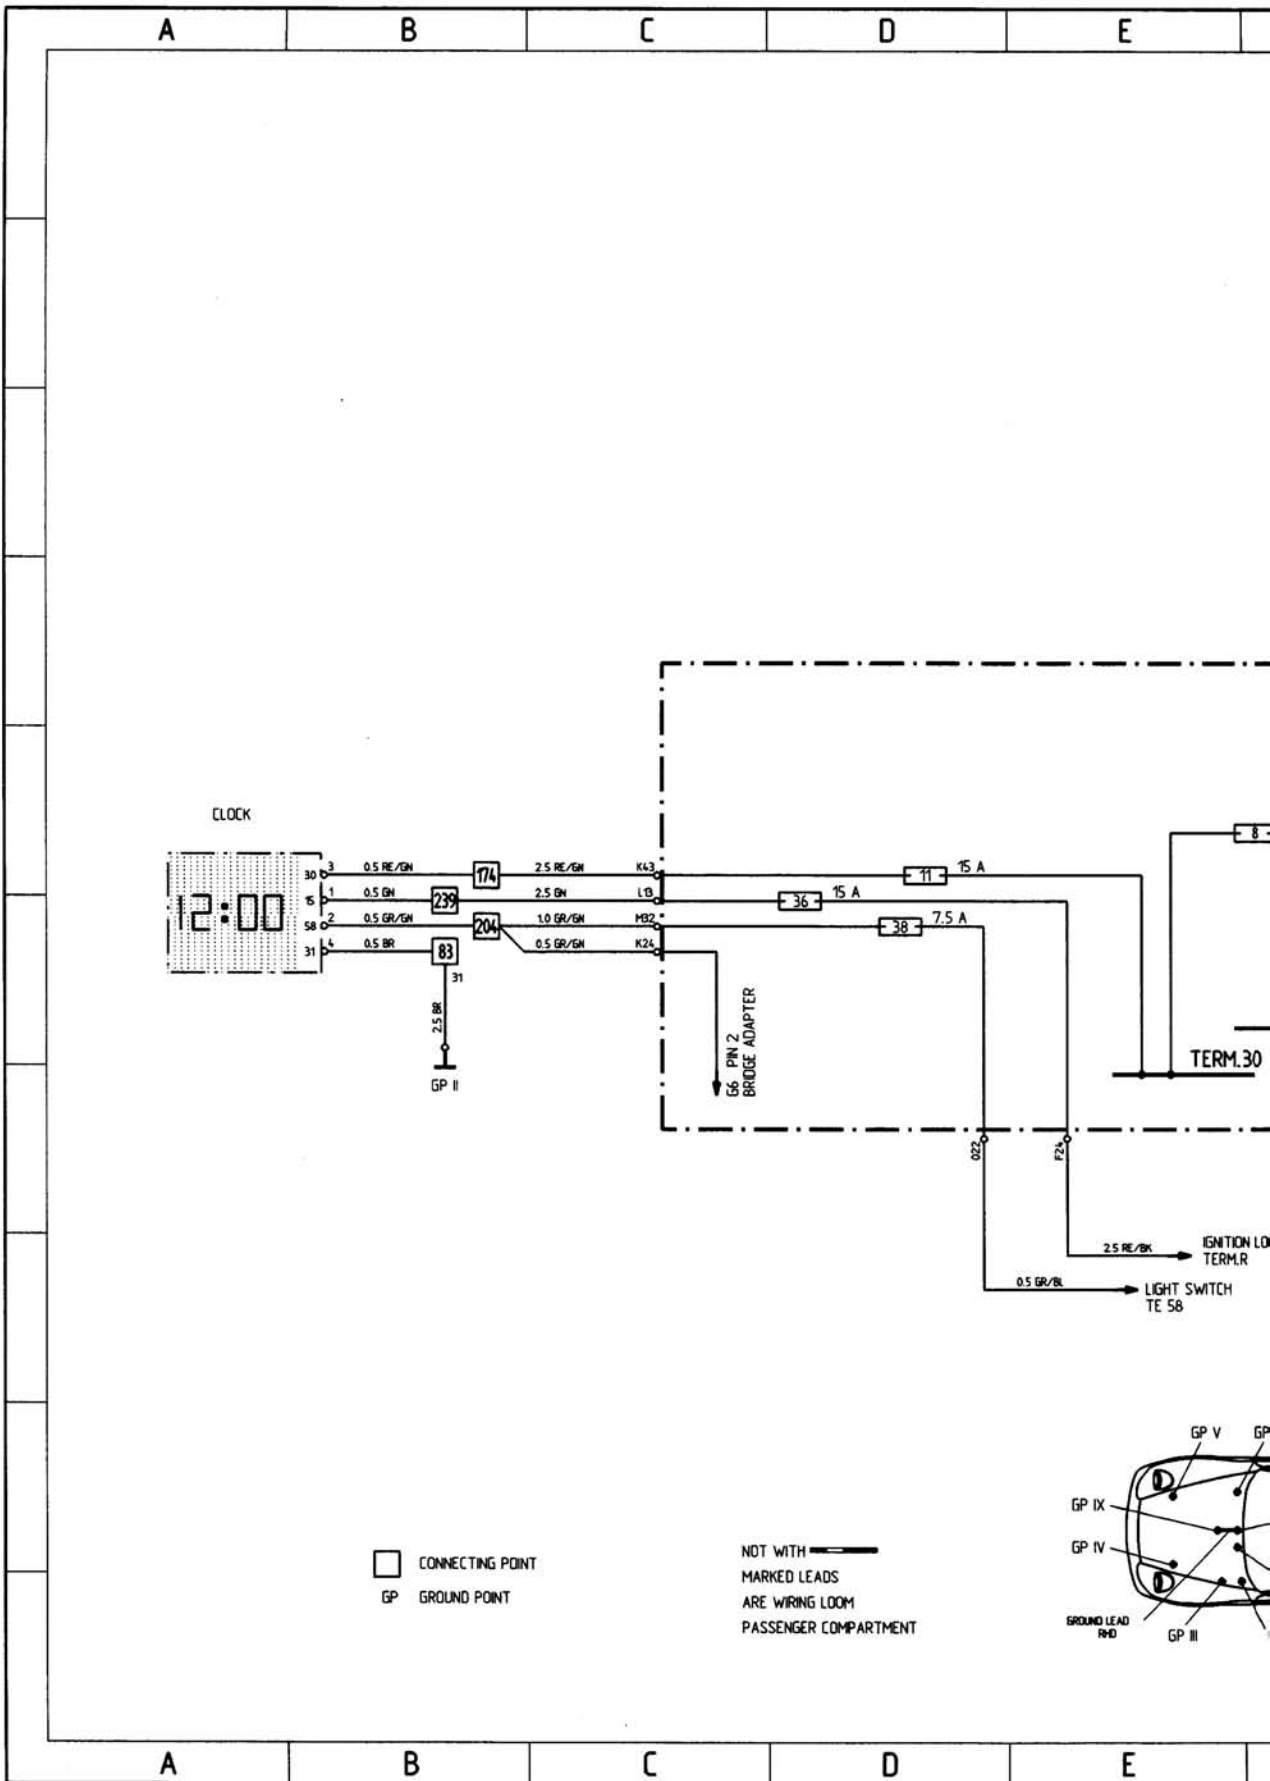 A B C D E
CLOCK
12:00
30 3 0.5 RE/GN 174 2.5 RE/GN K43 11 15 A
15 1 0.5 GN 239 2.5 GN L13 36 15 A
58 2 0.5 GR/GN 204 1.0 GR/GN M32 38 7.5 A
31 4 0.5 BR 83 0.5 GR/GN K24
31
2.5 BR
GP II
G6 PIN 2
BRIDGE ADAPTER
8
TERM.30
O22
F24
2.5 RE/BK
IGNITION LO
TERM.R
0.5 GR/BL
LIGHT SWITCH
TE 58
GP V
GP
GP IX
GP IV
GROUND LEAD
RHD
GP III
CONNECTING POINT
GP GROUND POINT
NOT WITH
MARKED LEADS
ARE WIRING LOOM
PASSENGER COMPARTMENT
A B C D E